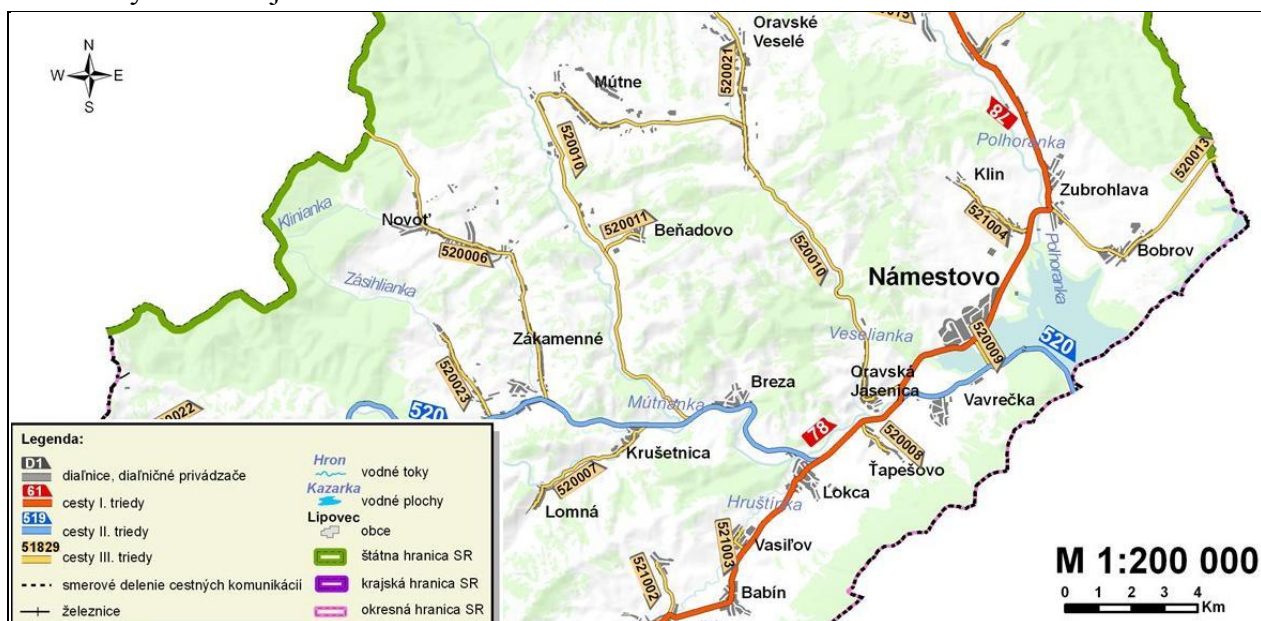 N
W E
S
Oravské
Veselé
520021
Mútne
520010
78
Polhoranka
520013
Klin
Zubrohlava
521004
Bobrov
Polhoranka
Klinianka
Novoť
520006
520011
Beňadovo
520010
Námestovo
Zásihlianka
Zákamenné
Veselianka
520009
520
520023
Oravská
Jasenica
Breza
Vavrečka
520022
520
Mútňanka
78
520008
Krušetnica
Ťapešovo
520007
Lokca
Lomná
Hruštínka
521003
Vasiľov
521002
Babín
Legenda:
D1
diaľnice, diaľničné privádzače
61
cesty I. triedy
519
cesty II. triedy
51829
cesty III. triedy
smerové delenie cestných komunikácií
železnice
Hron
vodné toky
Kazarka
vodné plochy
Lipovec
obce
štátna hranica SR
krajská hranica SR
okresná hranica SR
M 1:200 000
0 1 2 3 4
Km